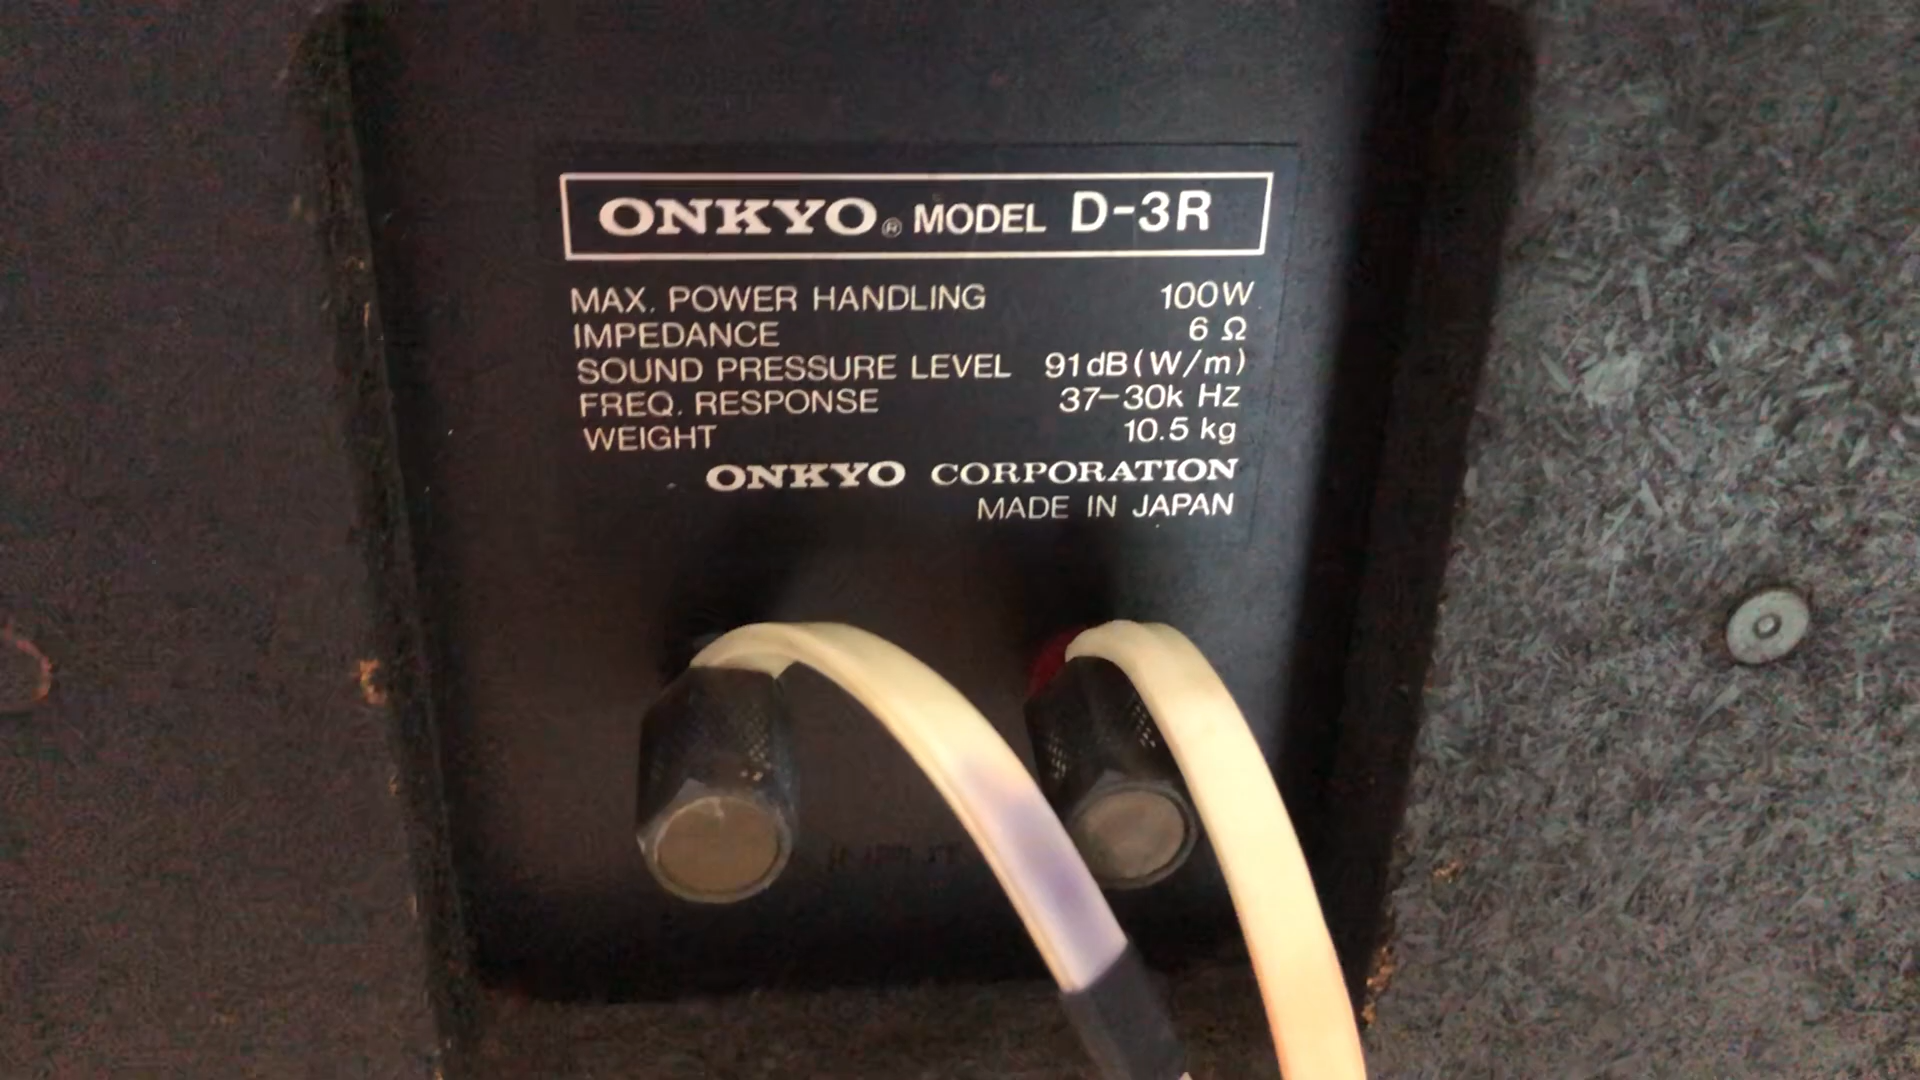 ONKYO® MODEL D-3R
MAX. POWER HANDLING 100W
IMPEDANCE 6 Ω
SOUND PRESSURE LEVEL 91dB(W/m)
FREQ. RESPONSE 37-30k Hz
WEIGHT 10.5 kg
ONKYO CORPORATION
MADE IN JAPAN
INPUT